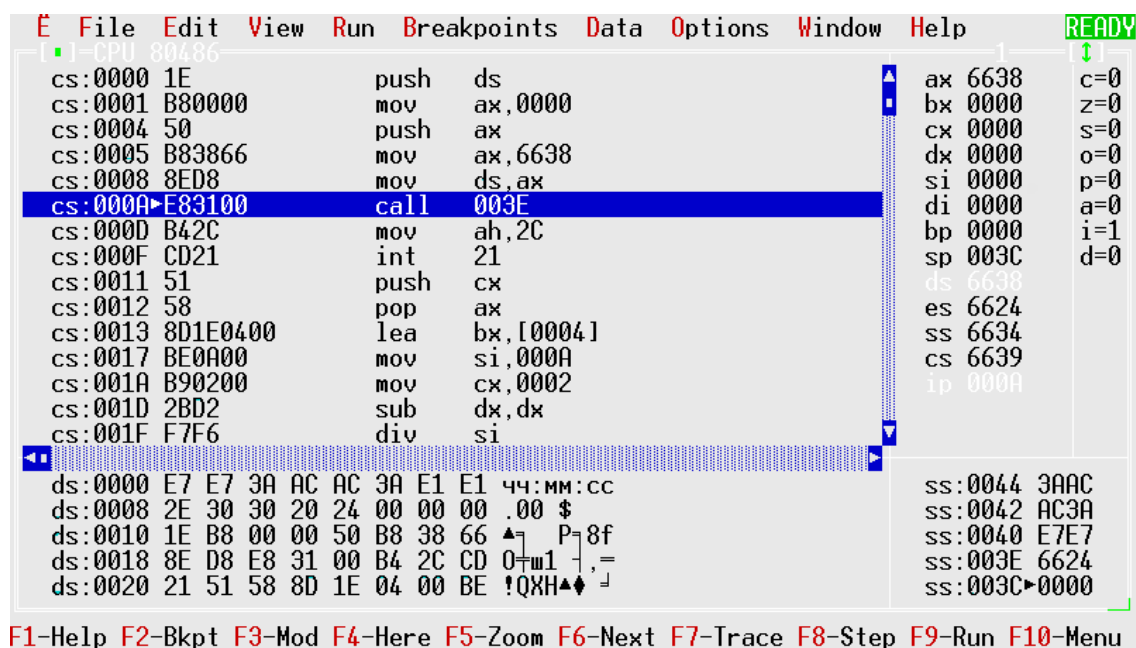 Ë File Edit View Run Breakpoints Data Options Window Help READY
[▪]=CPU 80486 1 [↕]
cs:0000 1E push ds ax 6638 c=0
cs:0001 B80000 mov ax,0000 bx 0000 z=0
cs:0004 50 push ax cx 0000 s=0
cs:0005 B83866 mov ax,6638 dx 0000 o=0
cs:0008 8ED8 mov ds,ax si 0000 p=0
cs:000A►E83100 call 003E di 0000 a=0
cs:000D B42C mov ah,2C bp 0000 i=1
cs:000F CD21 int 21 sp 003C d=0
cs:0011 51 push cx ds 6638
cs:0012 58 pop ax es 6624
cs:0013 8D1E0400 lea bx,[0004] ss 6634
cs:0017 BE0A00 mov si,000A cs 6639
cs:001A B90200 mov cx,0002 ip 000A
cs:001D 2BD2 sub dx,dx
cs:001F F7F6 div si
ds:0000 E7 E7 3A AC AC 3A E1 E1 чч:мм:сс ss:0044 3AAC
ds:0008 2E 30 30 20 24 00 00 00 .00 $ ss:0042 AC3A
ds:0010 1E B8 00 00 50 B8 38 66 ▲╕ P╕8f ss:0040 E7E7
ds:0018 8E D8 E8 31 00 B4 2C CD О╪ш1 ┤,═ ss:003E 6624
ds:0020 21 51 58 8D 1E 04 00 BE !QXН▲♦ ╛ ss:003C►0000
F1-Help F2-Bkpt F3-Mod F4-Here F5-Zoom F6-Next F7-Trace F8-Step F9-Run F10-Menu